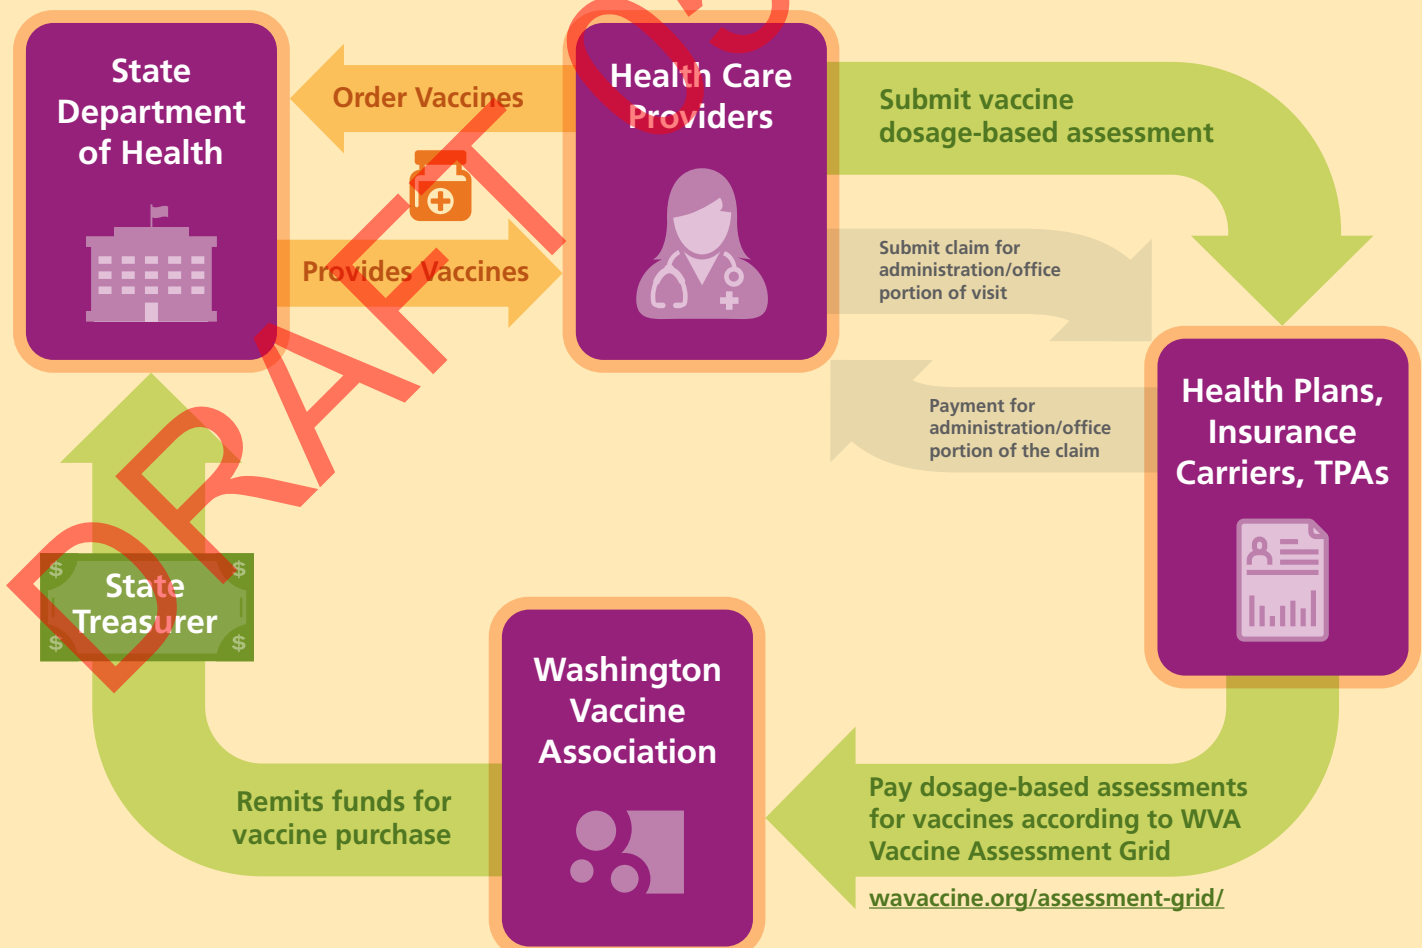 State
Department
of Health
Order Vaccines
Provides Vaccines
Health Care
Providers
Submit vaccine
dosage-based assessment
Submit claim for
administration/office
portion of visit
Payment for
administration/office
portion of the claim
Health Plans,
Insurance
Carriers, TPAs
$ $
State
Treasurer
$ $
Washington
Vaccine
Association
Remits funds for
vaccine purchase
Pay dosage-based assessments
for vaccines according to WVA
Vaccine Assessment Grid
wavaccine.org/assessment-grid/
DRAFT